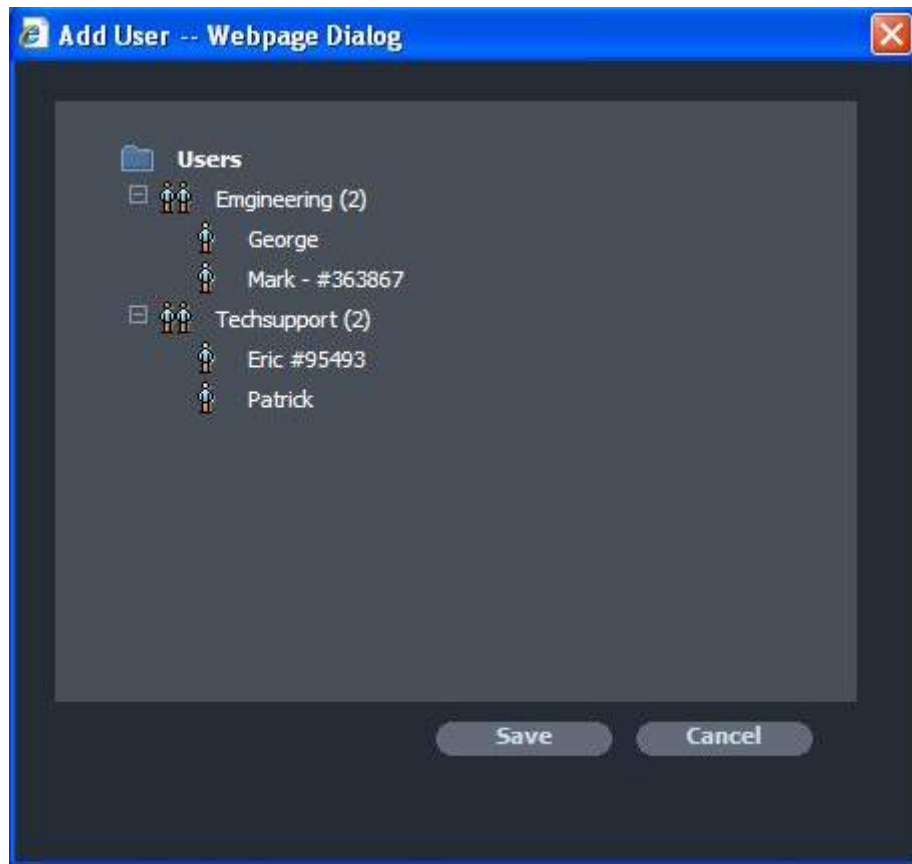 Add User -- Webpage Dialog
Users
Emgineering (2)
George
Mark - #363867
Techsupport (2)
Eric #95493
Patrick
Save Cancel